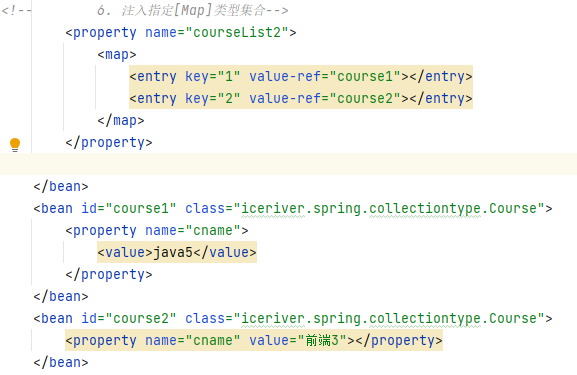 <!-- 6. 注入指定[Map]类型集合-->
<property name="courseList2">
<map>
<entry key="1" value-ref="course1"></entry>
<entry key="2" value-ref="course2"></entry>
</map>
</property>
</bean>
<bean id="course1" class="iceriver.spring.collectiontype.Course">
<property name="cname">
<value>java5</value>
</property>
</bean>
<bean id="course2" class="iceriver.spring.collectiontype.Course">
<property name="cname" value="前端3"></property>
</bean>